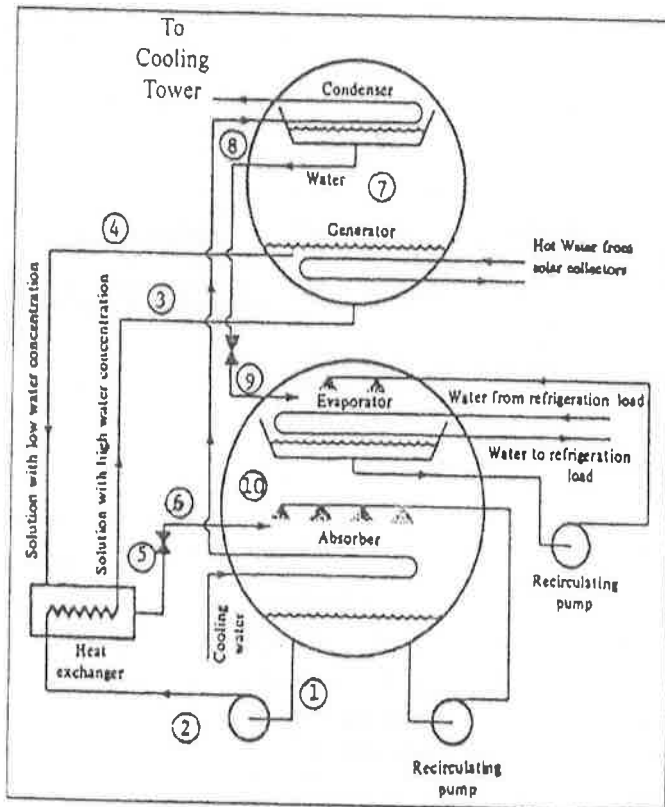 To
Cooling
Tower
Condenser
8
Water
7
4
Generator
Hot Water from
solar collectors
Solution with low water concentration
Solution with high water concentration
3
9
Evaporator
Water from refrigeration load
Water to refrigeration
load
10
6
Absorber
5
Recirculating
pump
Cooling
water
Heat
exchanger
1
2
Recirculating
pump